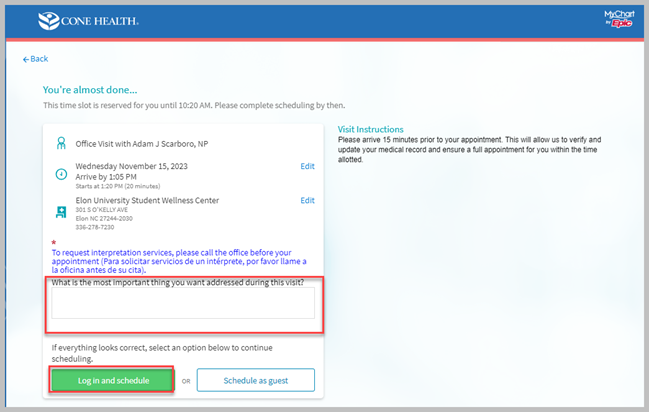 CONE HEALTH
MyChart
by Epic
Back
You're almost done...
This time slot is reserved for you until 10:20 AM. Please complete scheduling by then.
Office Visit with Adam J Scarboro, NP
Wednesday November 15, 2023
Edit
Arrive by 1:05 PM
Starts at 1:20 PM (20 minutes)
Elon University Student Wellness Center
Edit
301 S O'KELLY AVE
Elon NC 27244-2030
336-278-7230
*
To request interpretation services, please call the office before your
appointment (Para solicitar servicios de un intérprete, por favor llame a
la oficina antes de su cita).
What is the most important thing you want addressed during this visit?
If everything looks correct, select an option below to continue
scheduling.
Log in and schedule
OR
Schedule as guest
Visit Instructions
Please arrive 15 minutes prior to your appointment. This will allow us to verify and
update your medical record and ensure a full appointment for you within the time
allotted.